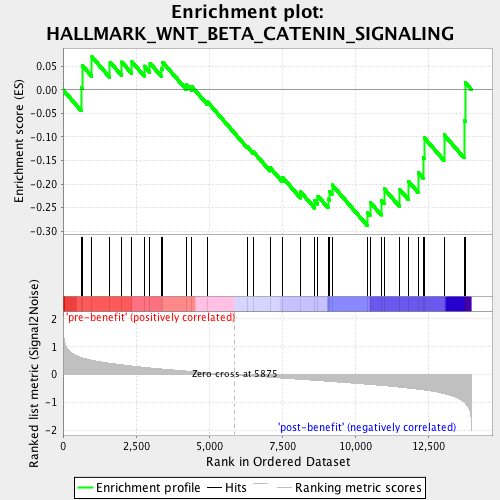 Enrichment plot:
HALLMARK_WNT_BETA_CATENIN_SIGNALING
Enrichment score (ES)
0.05
0.00
-0.05
-0.10
-0.15
-0.20
-0.25
-0.30
'pre-benefit' (positively correlated)
Ranked list metric (Signal2Noise)
2
1
0
-1
-2
Zero cross at 5875
'post-benefit' (negatively correlated)
0 2,500 5,000 7,500 10,000 12,500
Rank in Ordered Dataset
Enrichment profile Hits Ranking metric scores